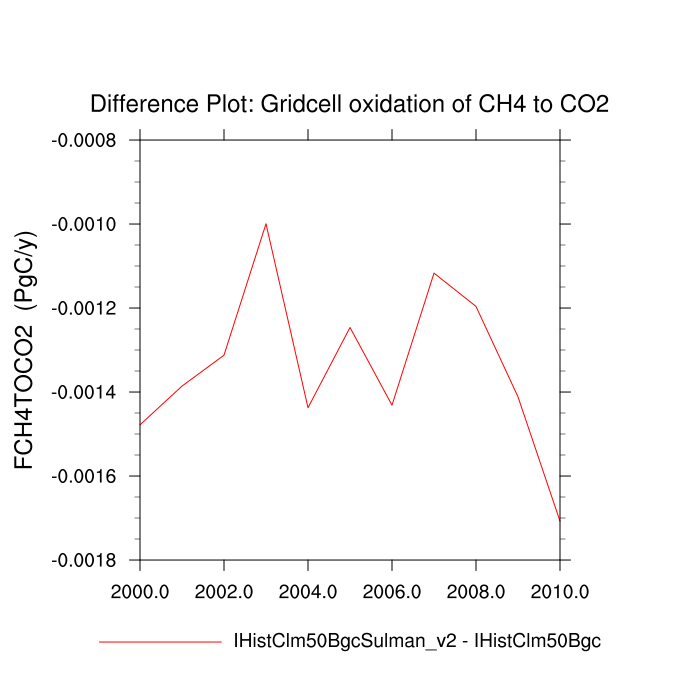 Difference Plot: Gridcell oxidation of CH4 to CO2
FCH4TOCO2 (PgC/y)
-0.0008
-0.0010
-0.0012
-0.0014
-0.0016
-0.0018
2000.0 2002.0 2004.0 2006.0 2008.0 2010.0
IHistClm50BgcSulman_v2 - IHistClm50Bgc